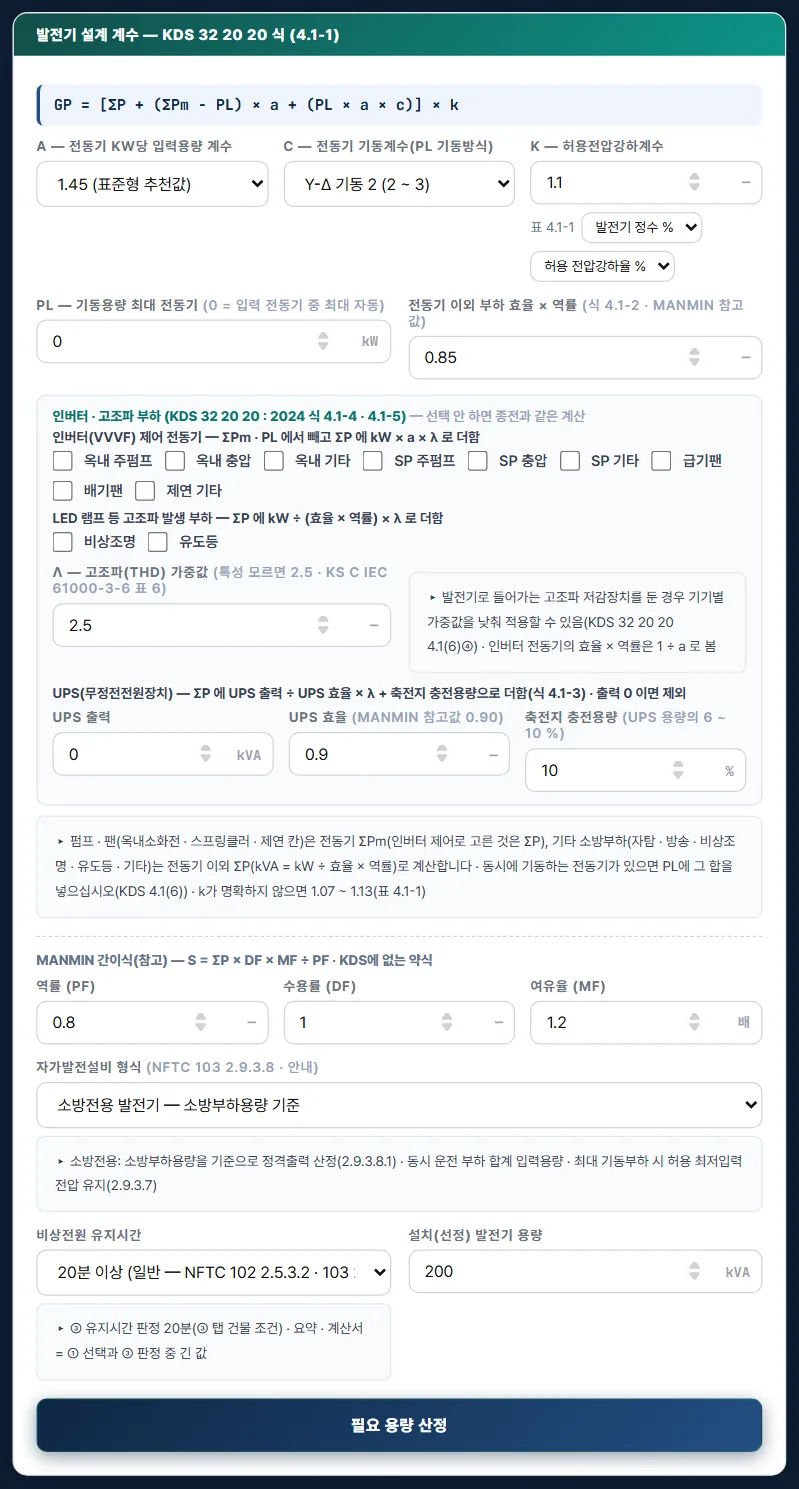 발전기 설계 계수 — KDS 32 20 20 식 (4.1-1)
GP = [ΣP + (ΣPm - PL) × a + (PL × a × c)] × k
A — 전동기 KW당 입력용량 계수
C — 전동기 기동계수(PL 기동방식)
K — 허용전압강하계수
1.45 (표준형 추천값)
Y-Δ 기동 2 (2 ~ 3)
1.1 –
표 4.1-1 발전기 정수 %
허용 전압강하율 %
PL — 기동용량 최대 전동기 (0 = 입력 전동기 중 최대 자동)
전동기 이외 부하 효율 × 역률 (식 4.1-2 · MANMIN 참고
값)
0 kW
0.85 –
인버터 · 고조파 부하 (KDS 32 20 20 : 2024 식 4.1-4 · 4.1-5) — 선택 안 하면 종전과 같은 계산
인버터(VVVF) 제어 전동기 — ΣPm · PL 에서 빼고 ΣP 에 kW × a × λ 로 더함
옥내 주펌프 옥내 충압 옥내 기타 SP 주펌프 SP 충압 SP 기타 급기팬
배기팬 제연 기타
LED 램프 등 고조파 발생 부하 — ΣP 에 kW ÷ (효율 × 역률) × λ 로 더함
비상조명 유도등
Λ — 고조파(THD) 가중값 (특성 모르면 2.5 · KS C IEC
61000-3-6 표 6)
2.5 –
‣ 발전기로 들어가는 고조파 저감장치를 둔 경우 기기별
가중값을 낮춰 적용할 수 있음(KDS 32 20 20
4.1(6)④) · 인버터 전동기의 효율 × 역률은 1 ÷ a 로 봄
UPS(무정전전원장치) — ΣP 에 UPS 출력 ÷ UPS 효율 × λ + 축전지 충전용량으로 더함(식 4.1-3) · 출력 0 이면 제외
UPS 출력
UPS 효율 (MANMIN 참고값 0.90)
축전지 충전용량 (UPS 용량의 6 ~
10 %)
0 kVA
0.9 –
10 %
‣ 펌프 · 팬(옥내소화전 · 스프링클러 · 제연 칸)은 전동기 ΣPm(인버터 제어로 고른 것은 ΣP), 기타 소방부하(자탐 · 방송 · 비상조
명 · 유도등 · 기타)는 전동기 이외 ΣP(kVA = kW ÷ 효율 × 역률)로 계산합니다 · 동시에 기동하는 전동기가 있으면 PL에 그 합을
넣으십시오(KDS 4.1(6)) · k가 명확하지 않으면 1.07 ~ 1.13(표 4.1-1)
MANMIN 간이식(참고) — S = ΣP × DF × MF ÷ PF · KDS에 없는 약식
역률 (PF)
수용률 (DF)
여유율 (MF)
0.8 –
1 –
1.2 배
자가발전설비 형식 (NFTC 103 2.9.3.8 · 안내)
소방전용 발전기 — 소방부하용량 기준
‣ 소방전용: 소방부하용량을 기준으로 정격출력 산정(2.9.3.8.1) · 동시 운전 부하 합계 입력용량 · 최대 기동부하 시 허용 최저입력
전압 유지(2.9.3.7)
비상전원 유지시간
설치(선정) 발전기 용량
20분 이상 (일반 — NFTC 102 2.5.3.2 · 103
200 kVA
‣ ③ 유지시간 판정 20분(③ 탭 건물 조건) · 요약 · 계산서
= ① 선택과 ③ 판정 중 긴 값
필요 용량 산정